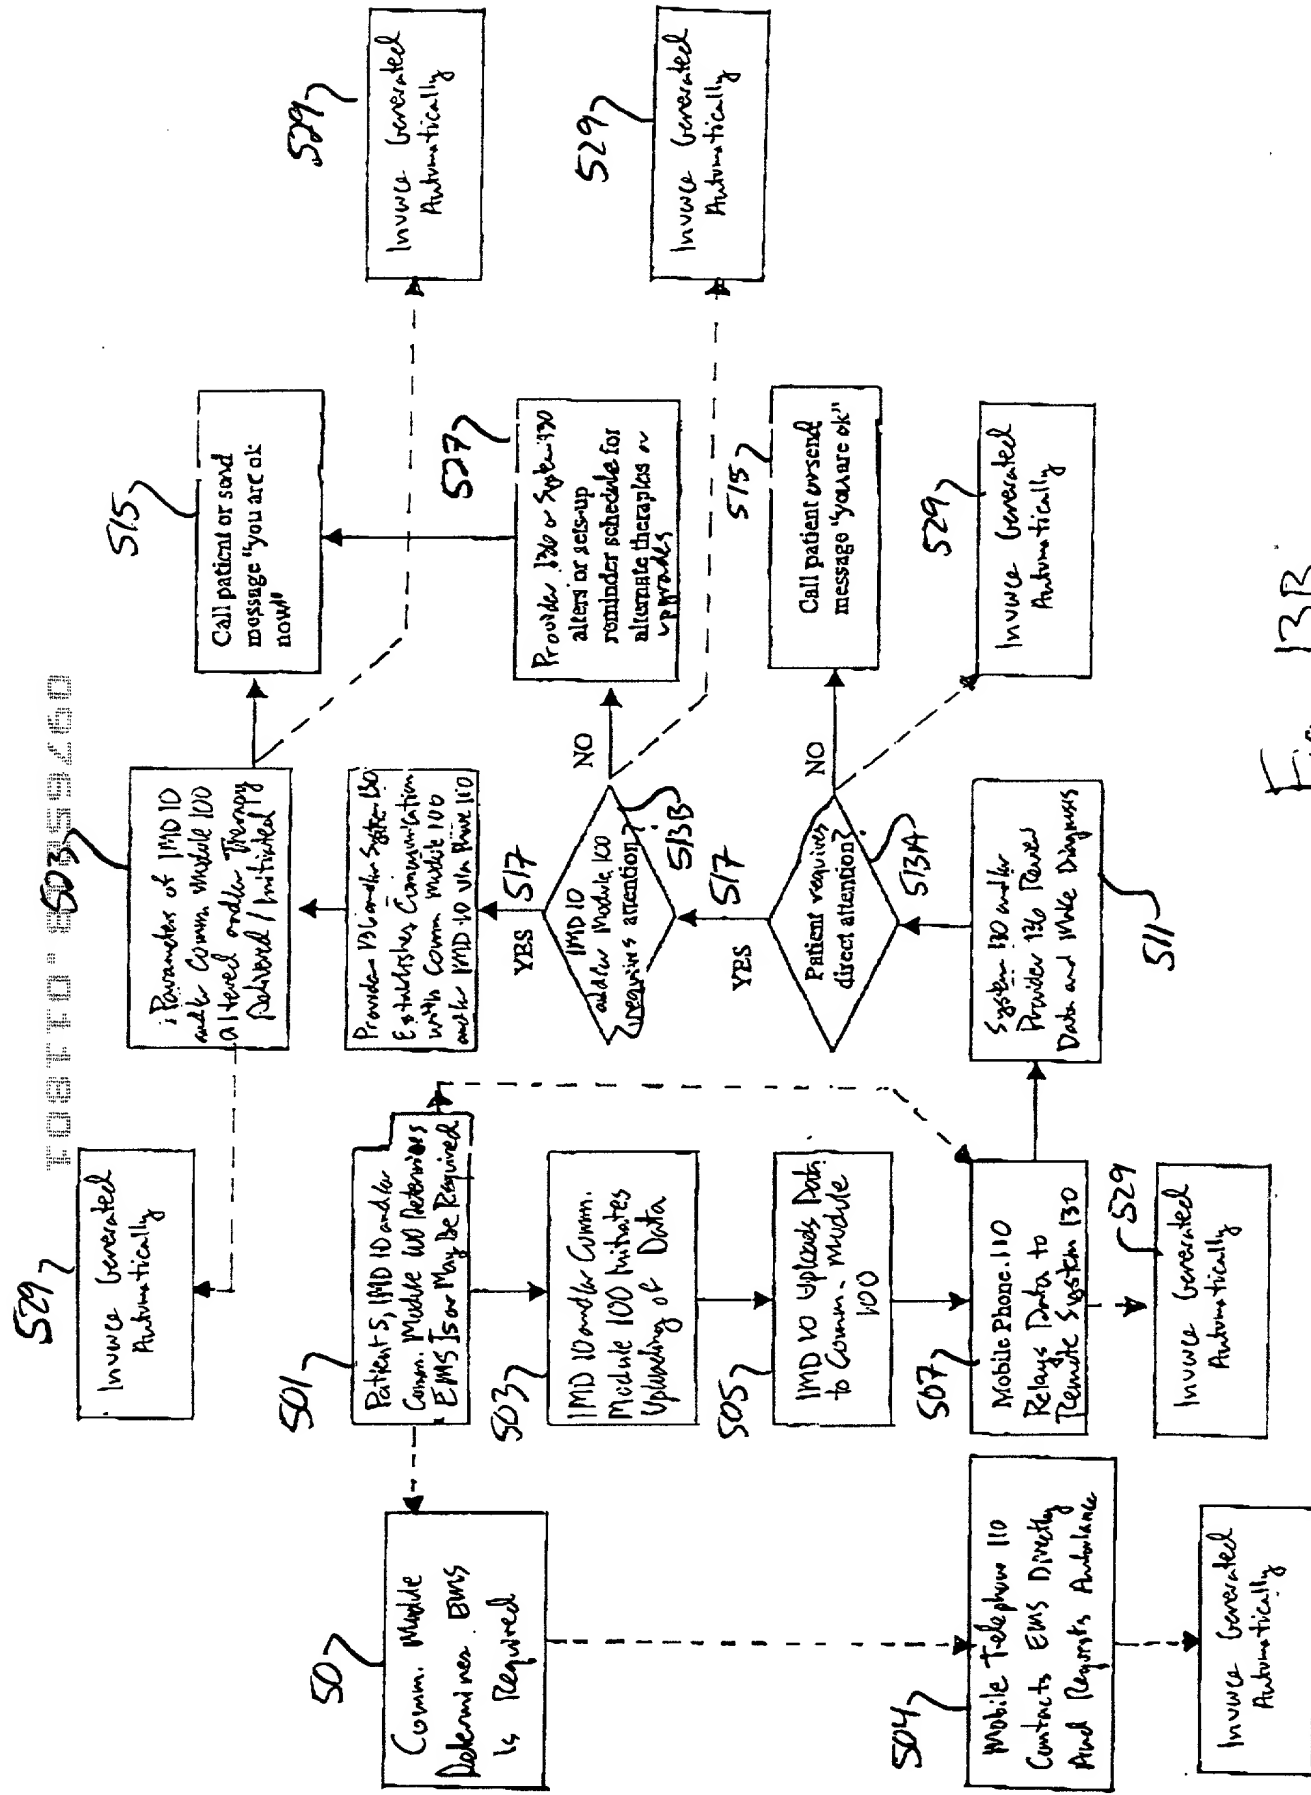 529
Invoice Generated
Automatically
503
Parameters of IMD 10
and/or Comm. Module 100
altered and/or Therapy
Delivered / Initiated
515
Call patient or send
message "you are ok
now"
529
Invoice Generated
Automatically
50
Comm. Module
Determines EMS
is Required
501
Patient 5, IMD 10 and/or
Comm. Module 100 Determines
EMS Is or May Be Required
Provider 136 and/or System 130
Establishes Communication
with Comm. Module 100
and/or IMD 10 via Phone 110
517
YES
503
IMD 10 and/or Comm.
Module 100 Initiates
Uploading of Data
IMD 10
and/or Module 100
requires attention?
513B
NO
527
Provider 136 or System 130
alters or sets-up
reminder schedule for
alternate therapies or
upgrades
529
Invoice Generated
Automatically
517
YES
505
IMD 10 Uploads Data
to Comm. Module
100
Patient requires
direct attention?
513A
NO
515
Call patient or send
message "you are ok"
504
Mobile Telephone 110
Contacts EMS Directly
And Requests Ambulance
507
Mobile Phone 110
Relays Data to
Remote System 130
System 130 and/or
Provider 136 Review
Data and Make Diagnosis
511
529
Invoice Generated
Automatically
Invoice Generated
Automatically
529
Invoice Generated
Automatically
Fig. 13B